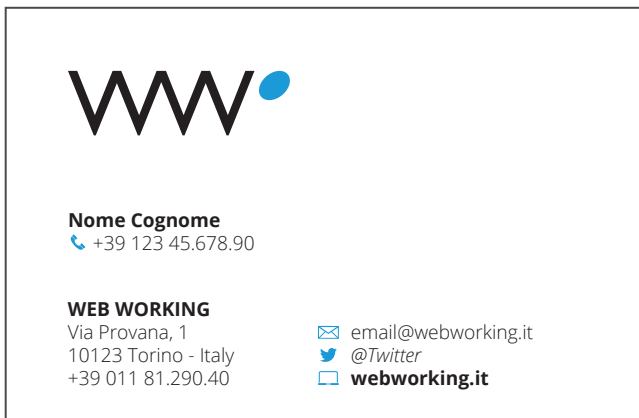 WW
Nome Cognome
+39 123 45.678.90
WEB WORKING
Via Provana, 1
10123 Torino - Italy
+39 011 81.290.40
email@webworking.it
@Twitter
webworking.it